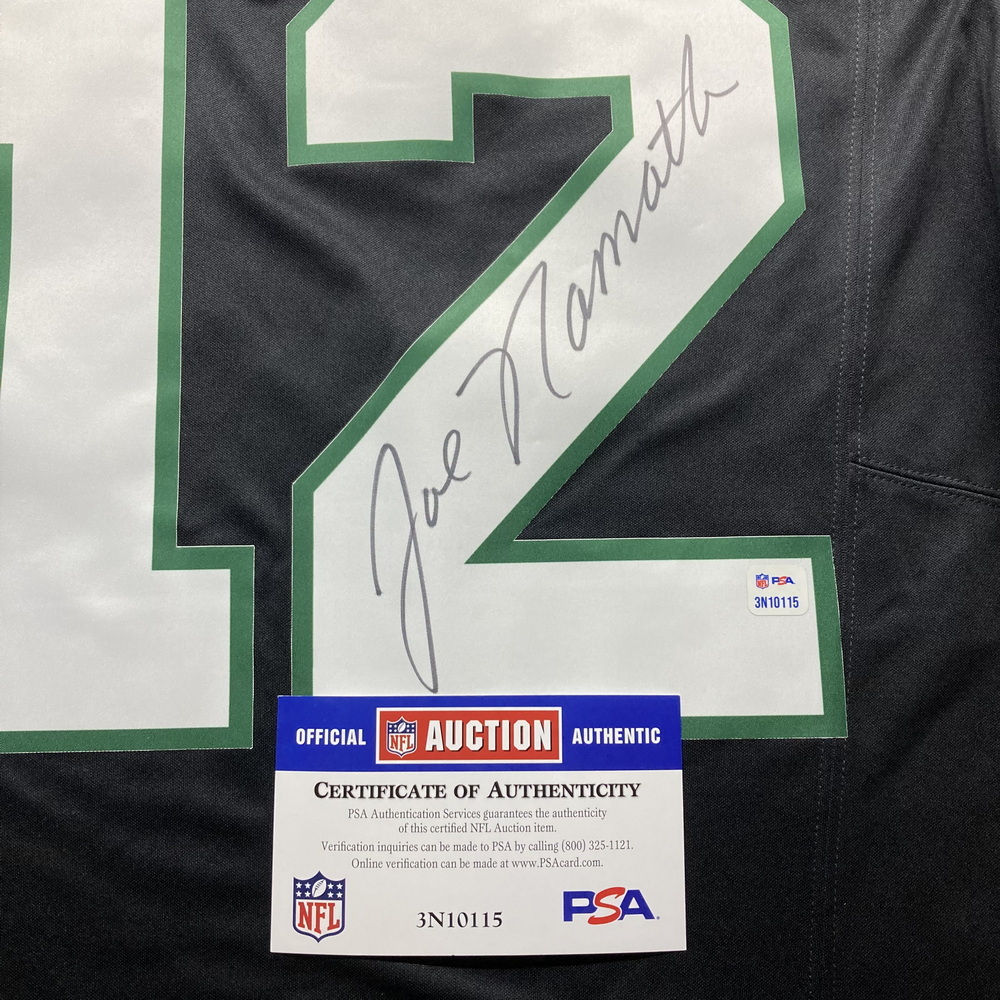 12
Joe Namath
NFL PSA
3N10115
OFFICIAL NFL AUCTION AUTHENTIC
CERTIFICATE OF AUTHENTICITY
PSA Authentication Services guarantees the authenticity
of this certified NFL Auction item.
Verification inquiries can be made to PSA by calling (800) 325-1121.
Online verification can be made at www.PSAcard.com.
NFL 3N10115 PSA.